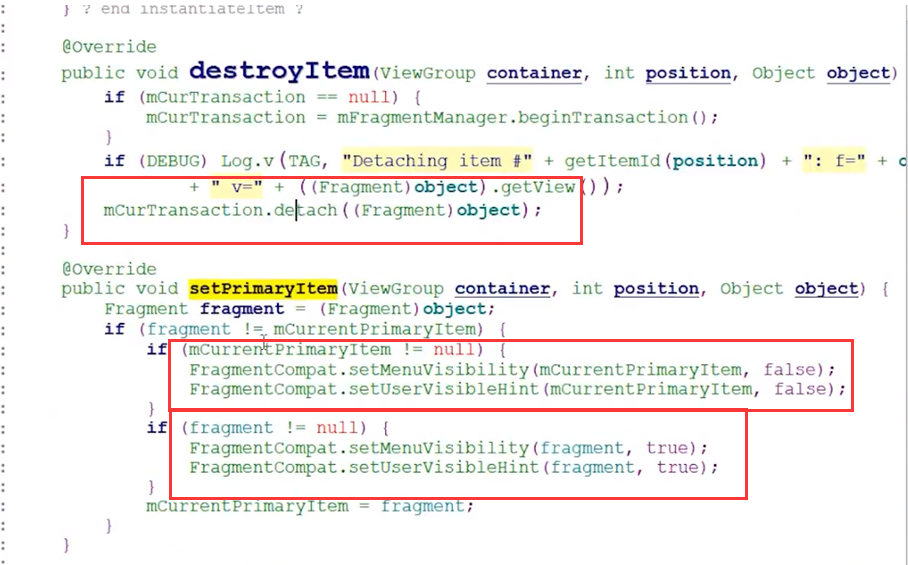 } ? end instantiateItem ?
@Override
public void destroyItem(ViewGroup container, int position, Object object)
if (mCurTransaction == null) {
mCurTransaction = mFragmentManager.beginTransaction();
}
if (DEBUG) Log.v(TAG, "Detaching item #" + getItemId(position) + ": f=" + o
+ " v=" + ((Fragment)object).getView());
mCurTransaction.detach((Fragment)object);
}
@Override
public void setPrimaryItem(ViewGroup container, int position, Object object) {
Fragment fragment = (Fragment)object;
if (fragment != mCurrentPrimaryItem) {
if (mCurrentPrimaryItem != null) {
FragmentCompat.setMenuVisibility(mCurrentPrimaryItem, false);
FragmentCompat.setUserVisibleHint(mCurrentPrimaryItem, false);
}
if (fragment != null) {
FragmentCompat.setMenuVisibility(fragment, true);
FragmentCompat.setUserVisibleHint(fragment, true);
}
mCurrentPrimaryItem = fragment;
}
}